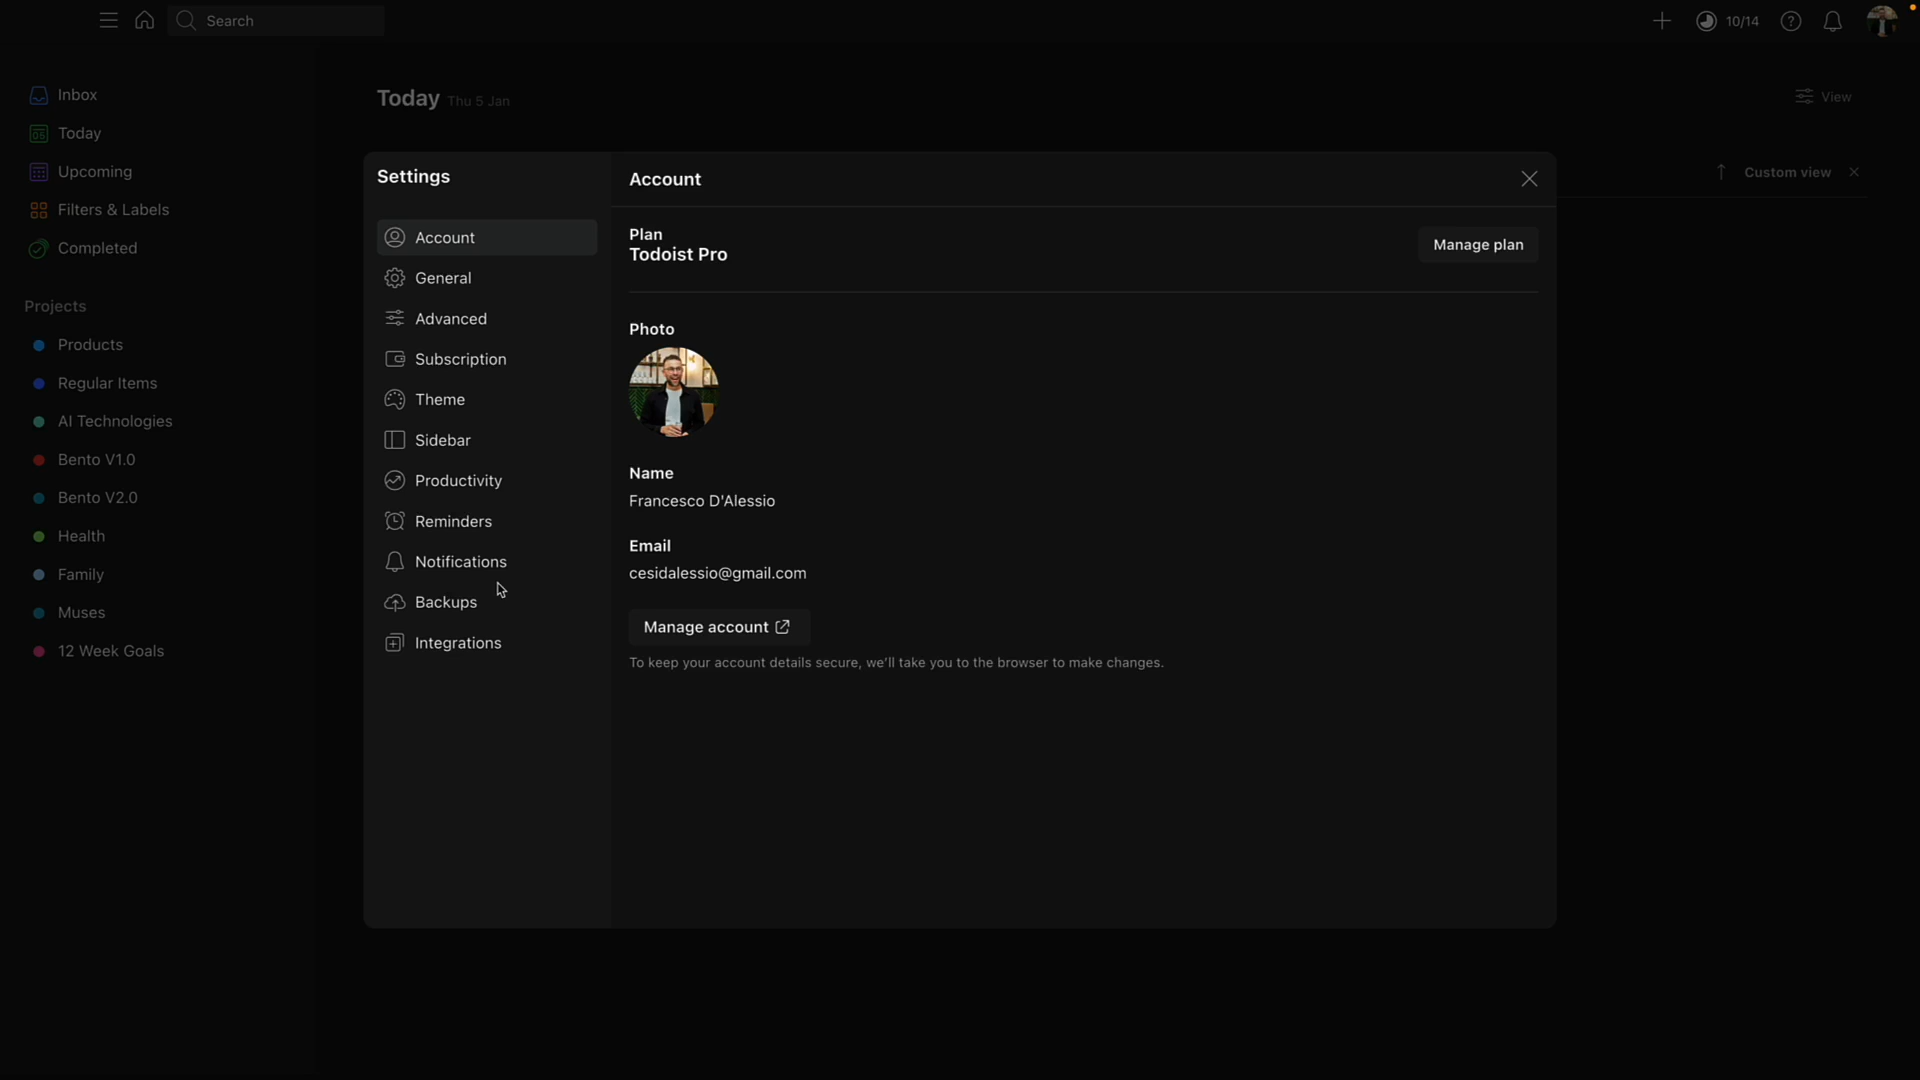 Search
10/14
Inbox
Today
Upcoming
Filters & Labels
Completed
Projects
Products
Regular Items
AI Technologies
Bento V1.0
Bento V2.0
Health
Family
Muses
12 Week Goals
Today Thu 5 Jan
View
Custom view
Settings
Account
General
Advanced
Subscription
Theme
Sidebar
Productivity
Reminders
Notifications
Backups
Integrations
Account
Plan
Todoist Pro
Manage plan
Photo
Name
Francesco D'Alessio
Email
cesidalessio@gmail.com
Manage account
To keep your account details secure, we'll take you to the browser to make changes.